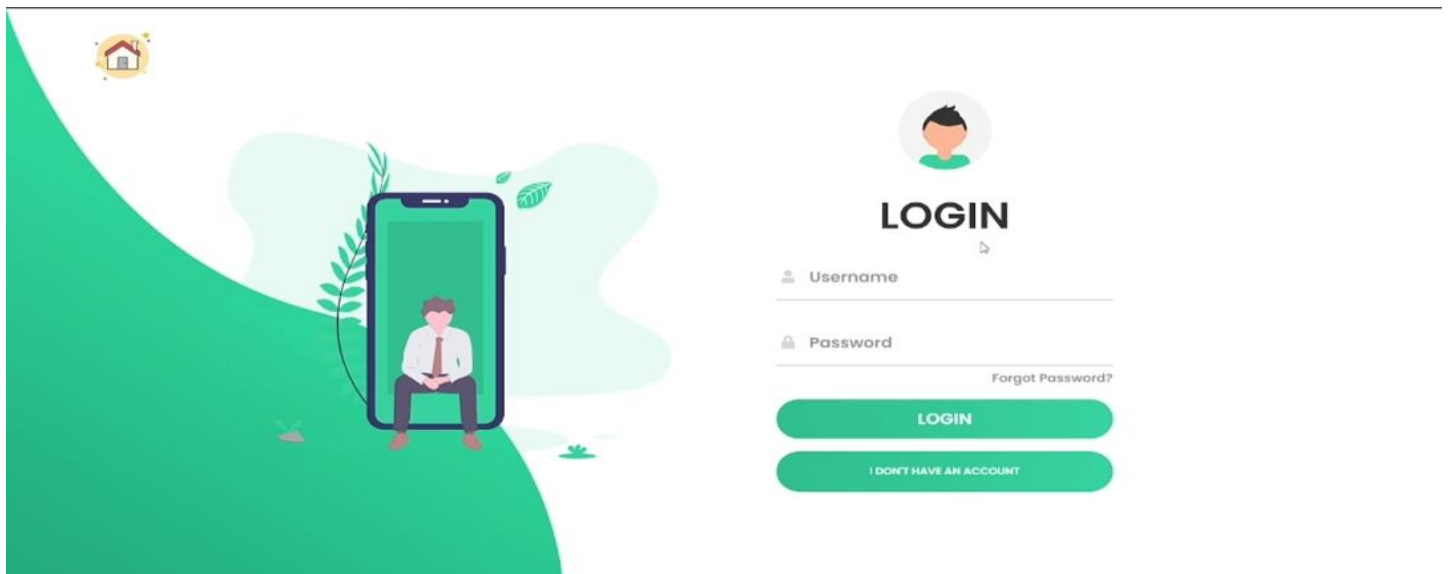 LOGIN
Username
Password
Forgot Password?
LOGIN
I DON'T HAVE AN ACCOUNT